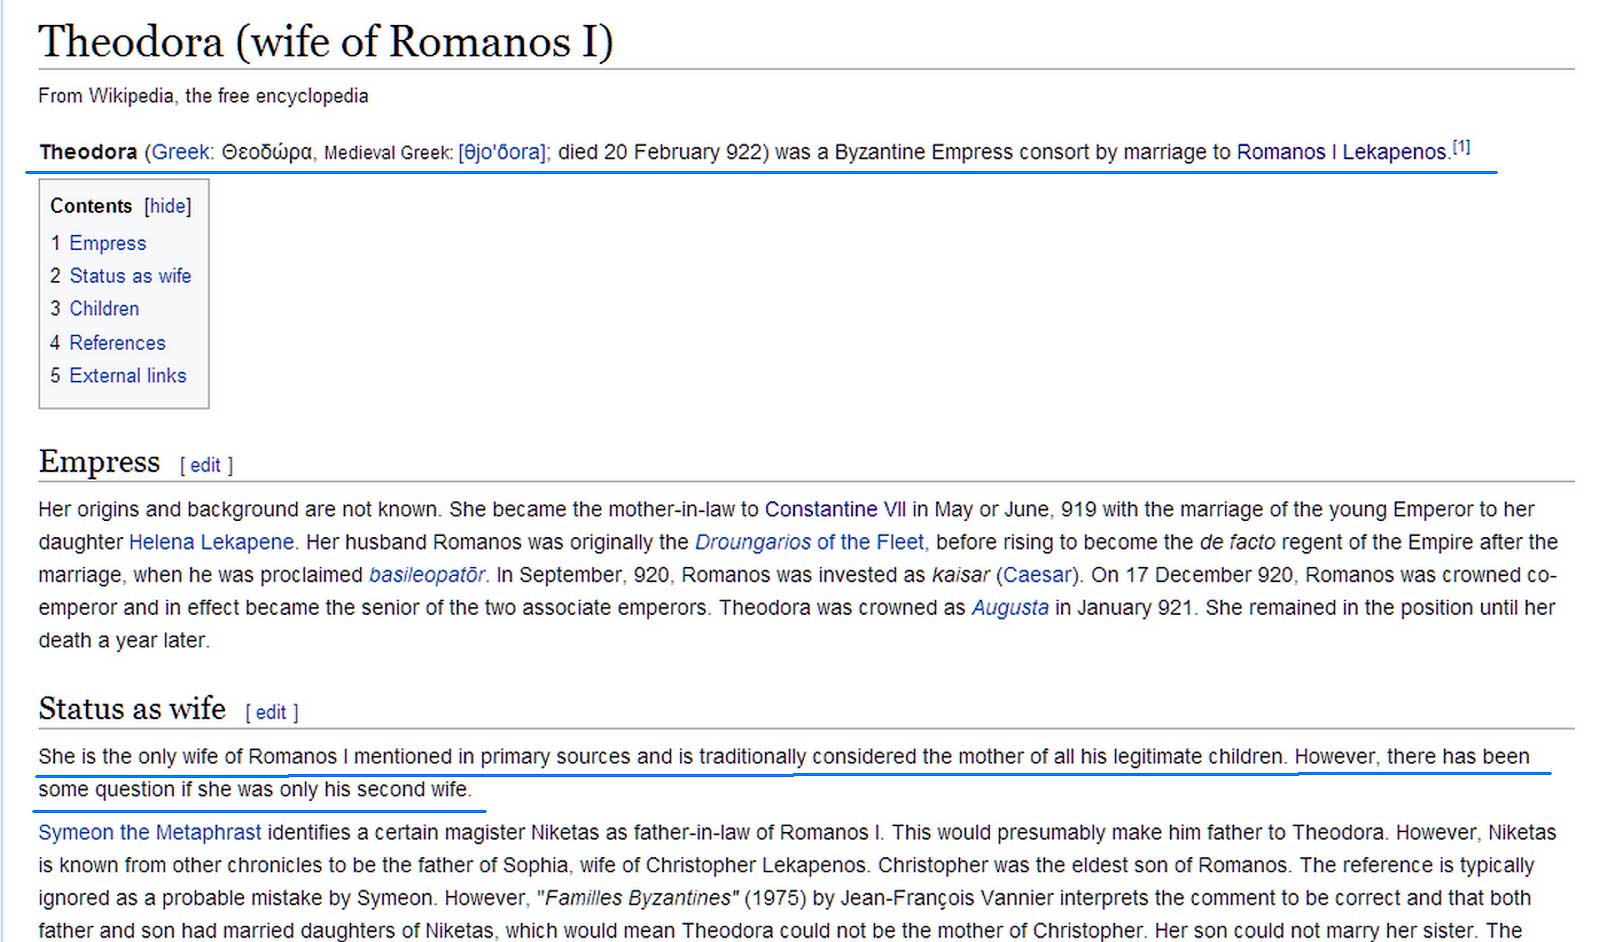 Theodora (wife of Romanos I)
From Wikipedia, the free encyclopedia
Theodora (Greek: Θεοδώρα, Medieval Greek: [θjo'ðora]; died 20 February 922) was a Byzantine Empress consort by marriage to Romanos I Lekapenos.[1]
Contents [hide]
1 Empress
2 Status as wife
3 Children
4 References
5 External links
Empress [ edit ]
Her origins and background are not known. She became the mother-in-law to Constantine VII in May or June, 919 with the marriage of the young Emperor to her
daughter Helena Lekapene. Her husband Romanos was originally the Droungarios of the Fleet, before rising to become the de facto regent of the Empire after the
marriage, when he was proclaimed basileopatōr. In September, 920, Romanos was invested as kaisar (Caesar). On 17 December 920, Romanos was crowned co-
emperor and in effect became the senior of the two associate emperors. Theodora was crowned as Augusta in January 921. She remained in the position until her
death a year later.
Status as wife [ edit ]
She is the only wife of Romanos I mentioned in primary sources and is traditionally considered the mother of all his legitimate children. However, there has been
some question if she was only his second wife.
Symeon the Metaphrast identifies a certain magister Niketas as father-in-law of Romanos I. This would presumably make him father to Theodora. However, Niketas
is known from other chronicles to be the father of Sophia, wife of Christopher Lekapenos. Christopher was the eldest son of Romanos. The reference is typically
ignored as a probable mistake by Symeon. However, "Familles Byzantines" (1975) by Jean-François Vannier interprets the comment to be correct and that both
father and son had married daughters of Niketas, which would mean Theodora could not be the mother of Christopher. Her son could not marry her sister. The